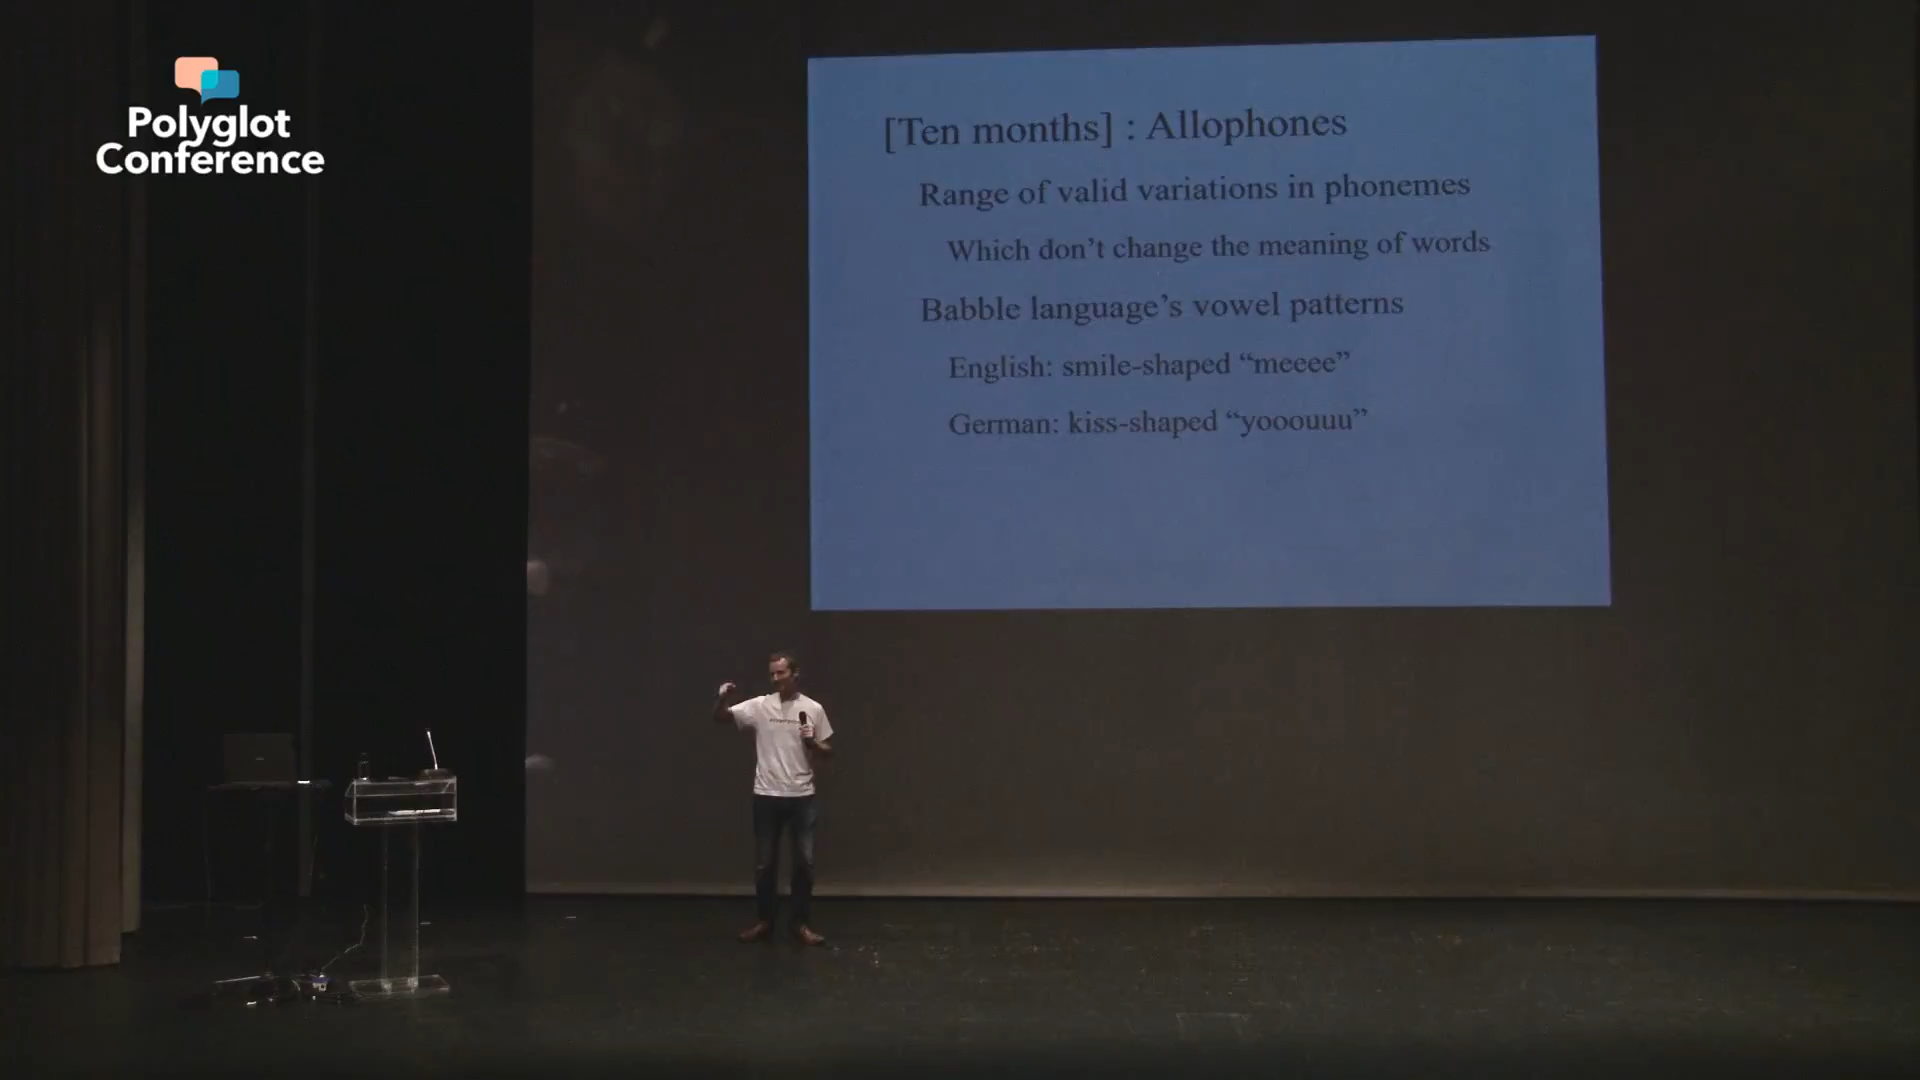 Polyglot
Conference
[Ten months] : Allophones
Range of valid variations in phonemes
Which don’t change the meaning of words
Babble language’s vowel patterns
English: smile-shaped “meeee”
German: kiss-shaped “yooouuu”